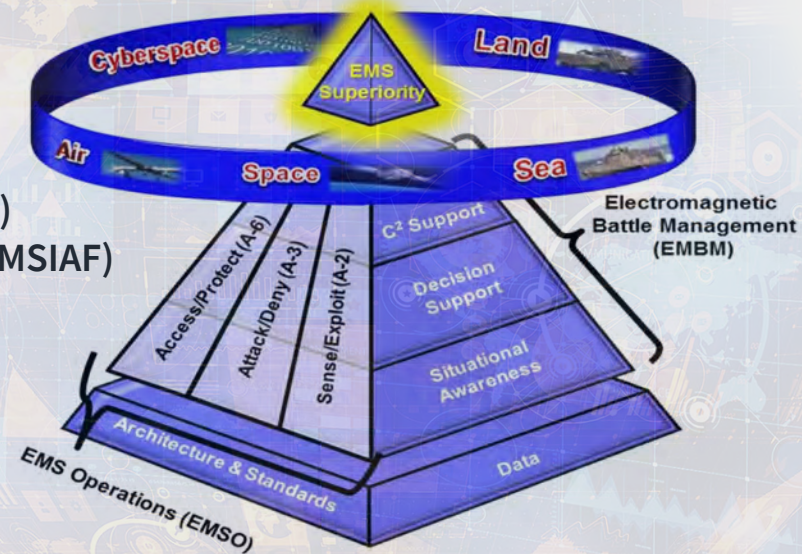 Cyberspace
Land
EMS
Superiority
Air
Space
Sea
)
MSIAF)
Electromagnetic
Battle Management
(EMBM)
Access/Protect (A-6)
Attack/Deny (A-3)
Sense/Exploit (A-2)
C² Support
Decision
Support
Situational
Awareness
Architecture & Standards
Data
EMS Operations (EMSO)